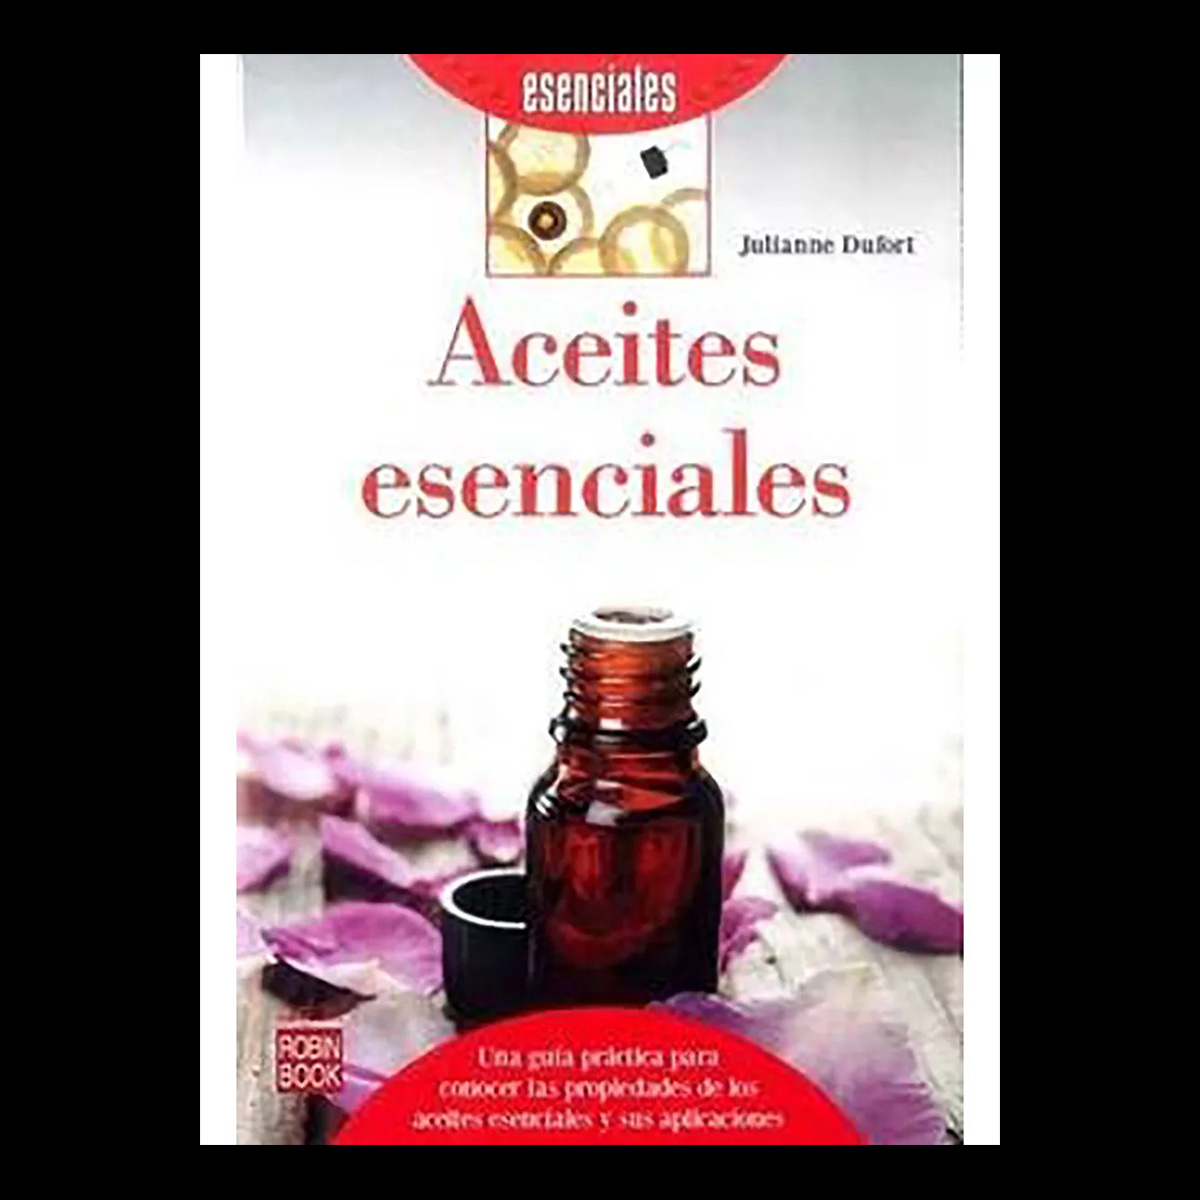 esenciales
Julianne Dufort
Aceites
esenciales
ROBIN
BOOK
Una guía práctica para
conocer las propiedades de los
aceites esenciales y sus aplicaciones